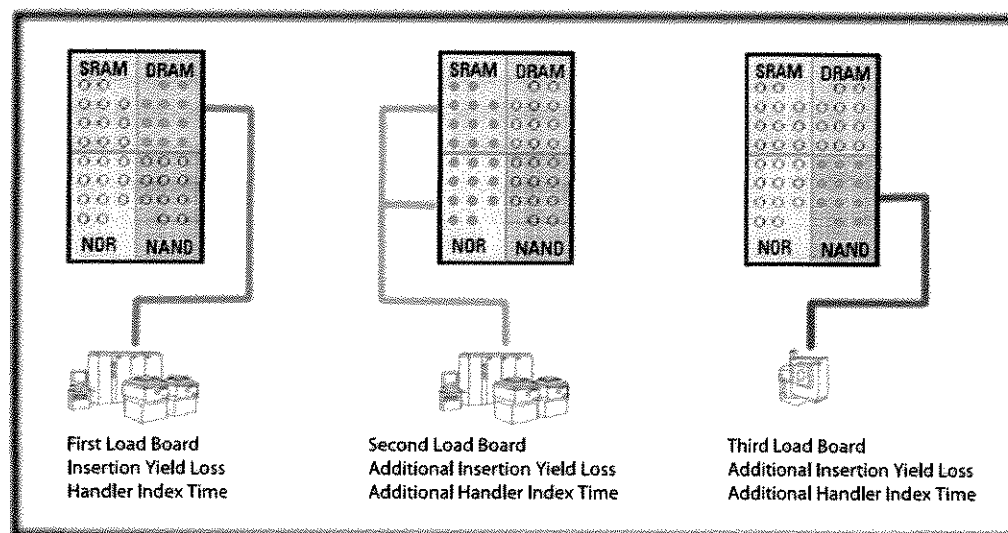 SRAM DRAM
NOR NAND
SRAM DRAM
NOR NAND
SRAM DRAM
NOR NAND
First Load Board
Insertion Yield Loss
Handler Index Time
Second Load Board
Additional Insertion Yield Loss
Additional Handler Index Time
Third Load Board
Additional Insertion Yield Loss
Additional Handler Index Time